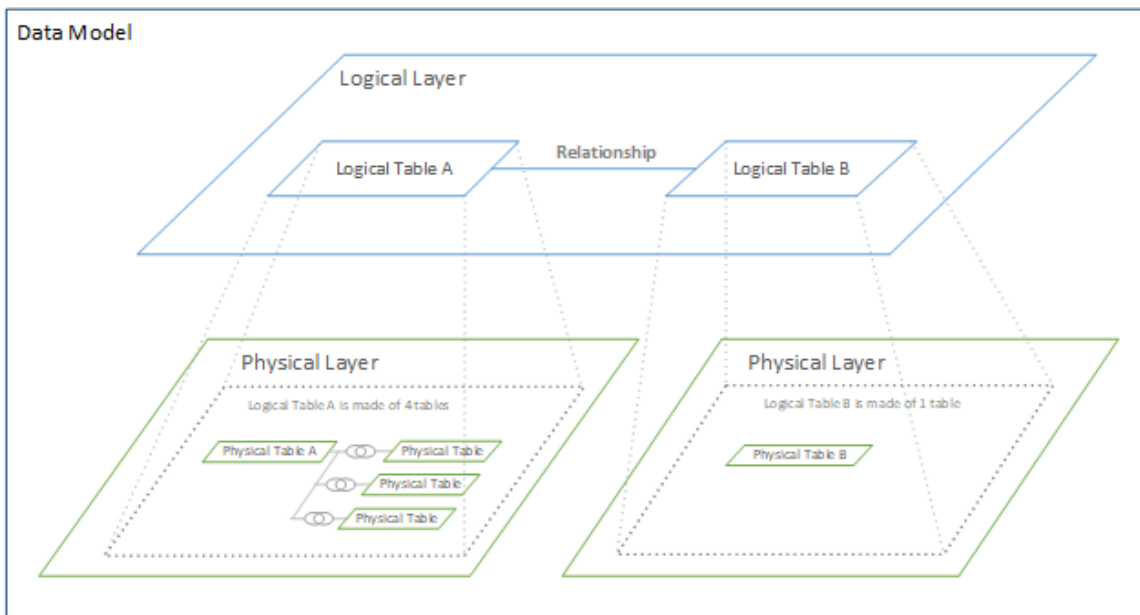 Data Model
Logical Layer
Logical Table A
Relationship
Logical Table B
Physical Layer
Logical Table A is made of 4 tables
Physical Table A
Physical Table
Physical Table
Physical Table
Physical Layer
Logical Table B is made of 1 table
Physical Table B